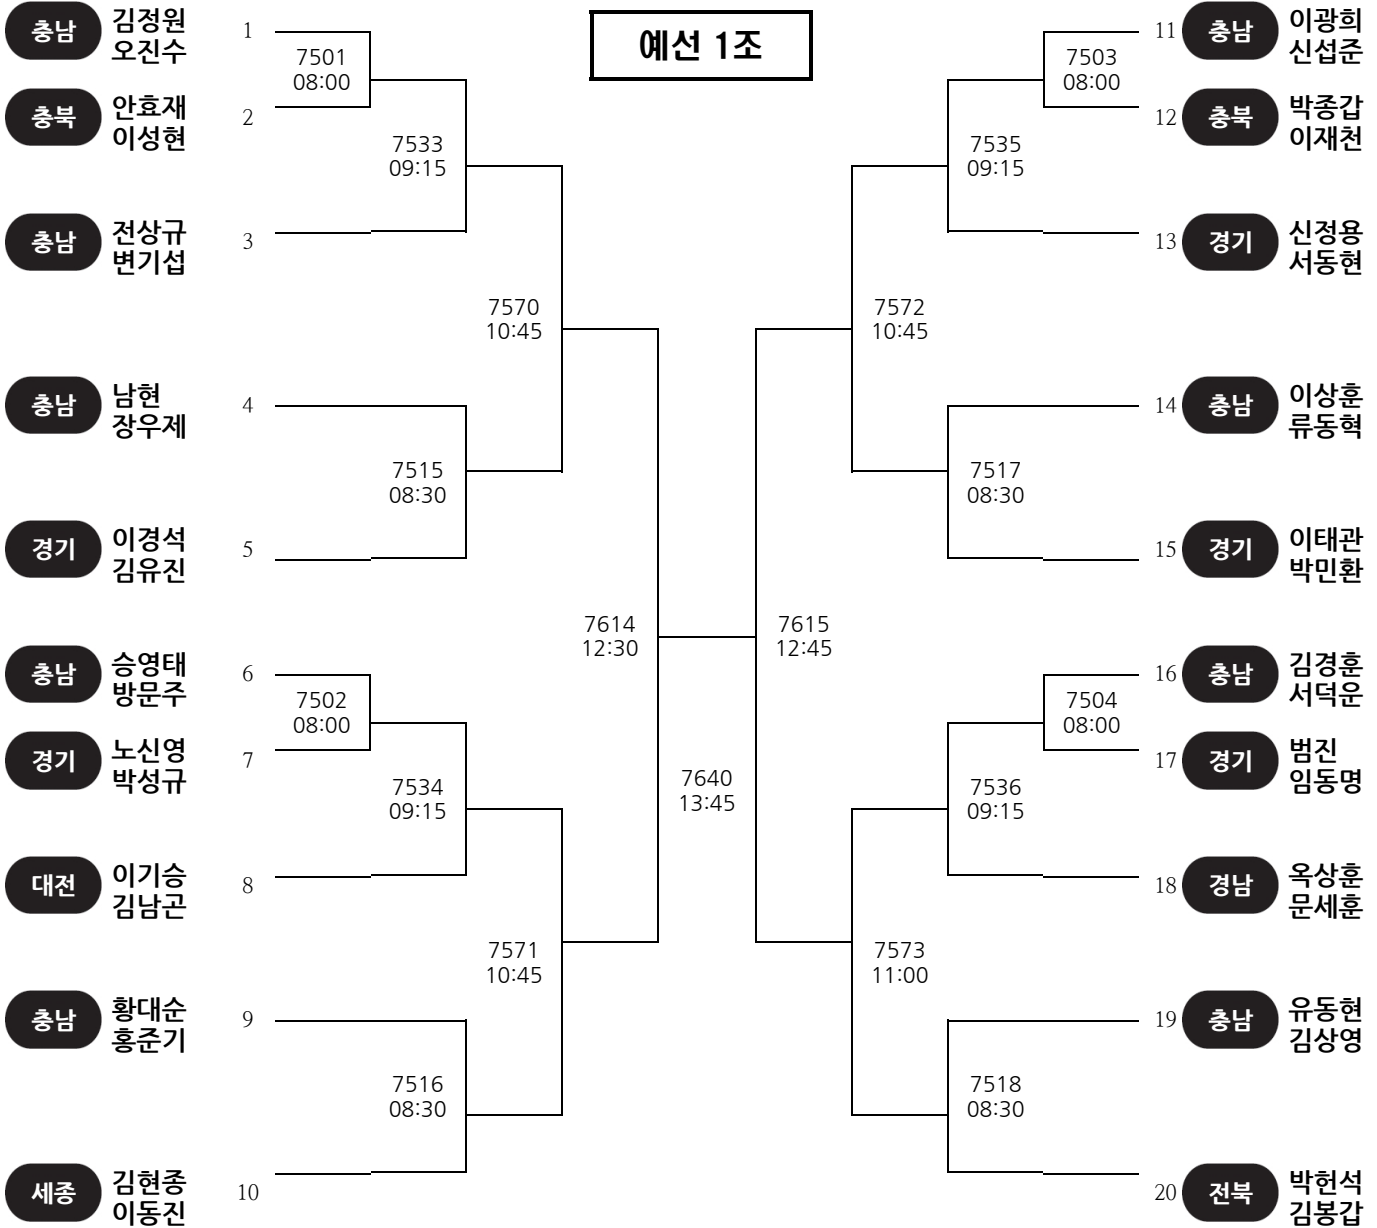 예선 1조
충남
김정원
오진수
1
7501
08:00
충북
안효재
이성현
2
7533
09:15
충남
전상규
변기섭
3
7570
10:45
충남
남현
장우제
4
7515
08:30
경기
이경석
김유진
5
7614
12:30
충남
승영태
방문주
6
7502
08:00
경기
노신영
박성규
7
7534
09:15
대전
이기승
김남곤
8
7571
10:45
충남
황대순
홍준기
9
7516
08:30
세종
김현종
이동진
10
7640
13:45
11
충남
이광희
신섭준
7503
08:00
12
충북
박종갑
이재천
7535
09:15
13
경기
신정용
서동현
7572
10:45
14
충남
이상훈
류동혁
7517
08:30
15
경기
이태관
박민환
7615
12:45
16
충남
김경훈
서덕운
7504
08:00
17
경기
범진
임동명
7536
09:15
18
경남
옥상훈
문세훈
7573
11:00
19
충남
유동현
김상영
7518
08:30
20
전북
박헌석
김봉갑